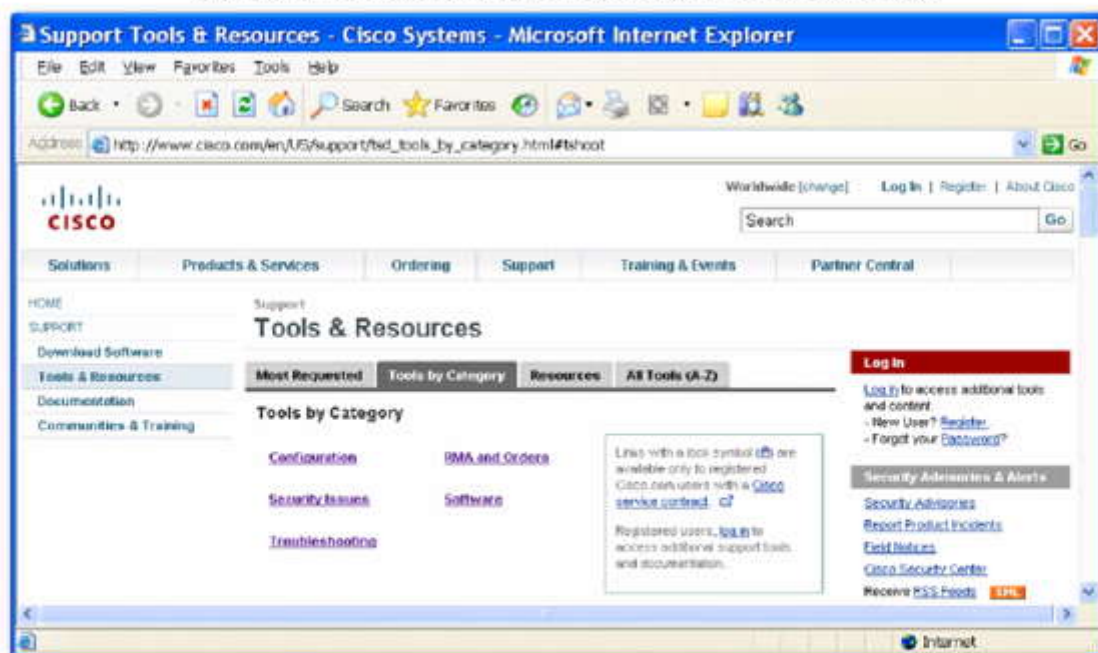 Support Tools & Resources - Cisco Systems - Microsoft Internet Explorer
File Edit View Favorites Tools Help
Back Search Favorites
Address http://www.cisco.com/en/US/support/tsd_tools_by_category.html#tshoot Go
Worldwide [change] Log In | Register | About Cisco
CISCO
Search Go
Solutions Products & Services Ordering Support Training & Events Partner Central
HOME
SUPPORT
Download Software
Tools & Resources
Documentation
Communities & Training
Support
Tools & Resources
Most Requested Tools by Category Resources All Tools (A-Z)
Tools by Category
Configuration RMA and Orders
Security Issues Software
Troubleshooting
Links with a lock symbol are
available only to registered
Cisco.com users with a Cisco
service contract.
Registered users, log in to
access additional support tools
and documentation.
Log In
Log In to access additional tools
and content.
- New User? Register.
- Forgot your Password?
Security Advisories & Alerts
Security Advisories
Report Product Incidents
Field Notices
Cisco Security Center
Receive RSS Feeds XML
Internet